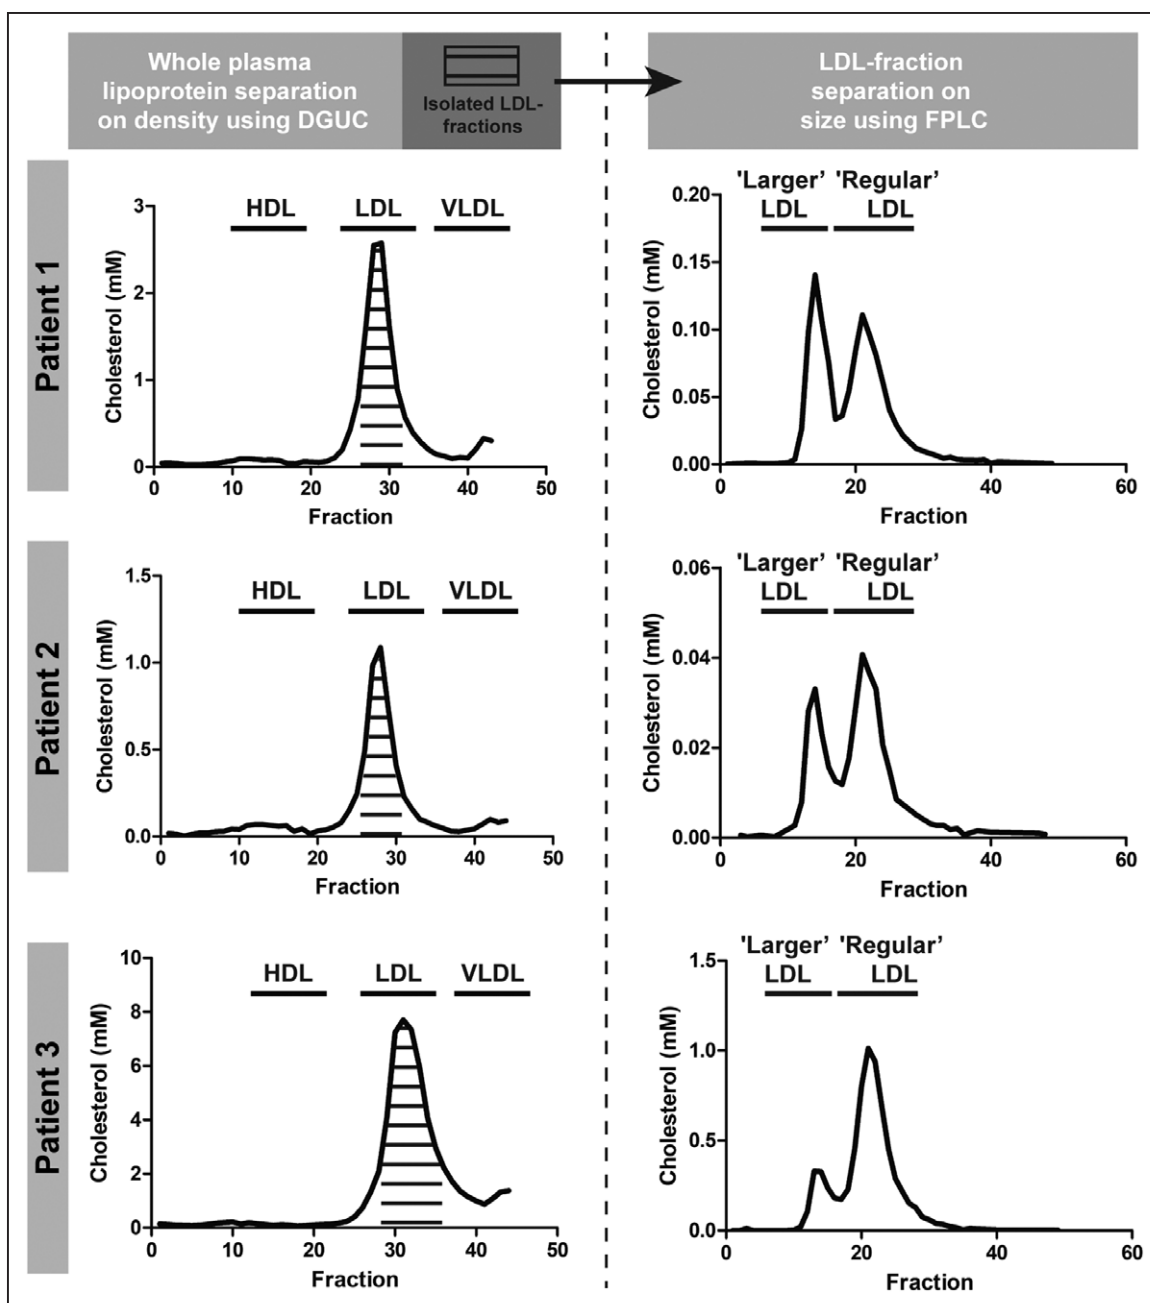 Whole plasma
lipoprotein separation
on density using DGUC
Isolated LDL-
fractions
LDL-fraction
separation on
size using FPLC
Patient 1
Cholesterol (mM)
3
2
1
0
0
10
20
30
40
50
Fraction
HDL
LDL
VLDL
Cholesterol (mM)
0.20
0.15
0.10
0.05
0.00
0
20
40
60
Fraction
'Larger’
LDL
'Regular’
LDL
Patient 2
Cholesterol (mM)
1.5
1.0
0.5
0.0
0
10
20
30
40
50
Fraction
HDL
LDL
VLDL
Cholesterol (mM)
0.06
0.04
0.02
0.00
0
20
40
60
Fraction
'Larger’
LDL
'Regular’
LDL
Patient 3
Cholesterol (mM)
10
8
6
4
2
0
0
10
20
30
40
50
Fraction
HDL
LDL
VLDL
Cholesterol (mM)
1.5
1.0
0.5
0.0
0
20
40
60
Fraction
'Larger’
LDL
'Regular’
LDL